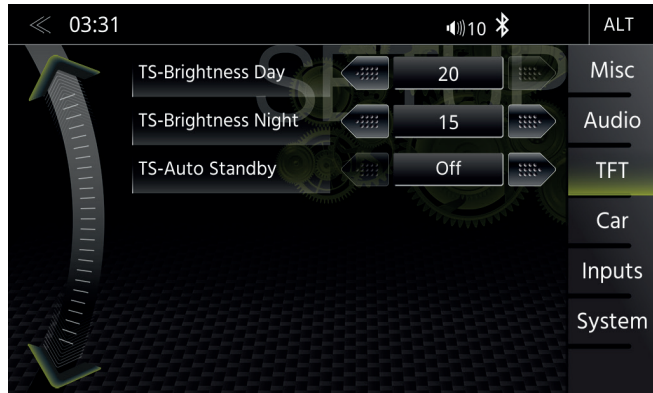 03:31
10
ALT
SETUP
TS-Brightness Day
20
TS-Brightness Night
15
TS-Auto Standby
Off
Misc
Audio
TFT
Car
Inputs
System